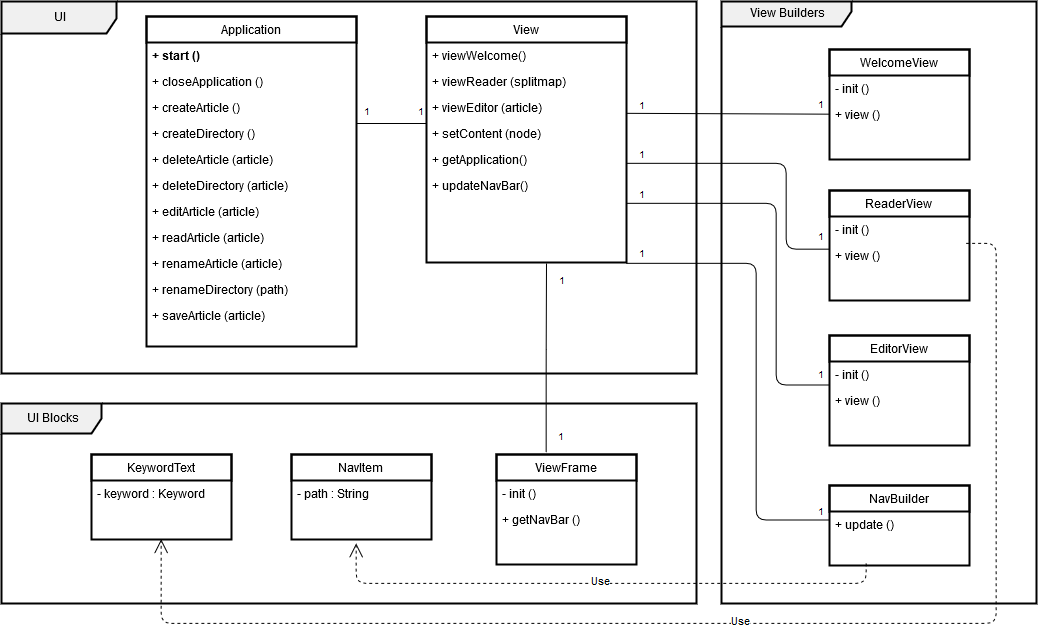 UI
Application
+ start ()
+ closeApplication ()
+ createArticle ()
+ createDirectory ()
+ deleteArticle (article)
+ deleteDirectory (article)
+ editArticle (article)
+ readArticle (article)
+ renameArticle (article)
+ renameDirectory (path)
+ saveArticle (article)
1
1
View
+ viewWelcome()
+ viewReader (splitmap)
+ viewEditor (article)
+ setContent (node)
+ getApplication()
+ updateNavBar()
1
1
1
1
1
1
View Builders
WelcomeView
- init ()
+ view ()
1
ReaderView
- init ()
+ view ()
1
EditorView
- init ()
+ view ()
1
NavBuilder
+ update ()
1
UI Blocks
KeywordText
- keyword : Keyword
NavItem
- path : String
ViewFrame
- init ()
+ getNavBar ()
Use
Use